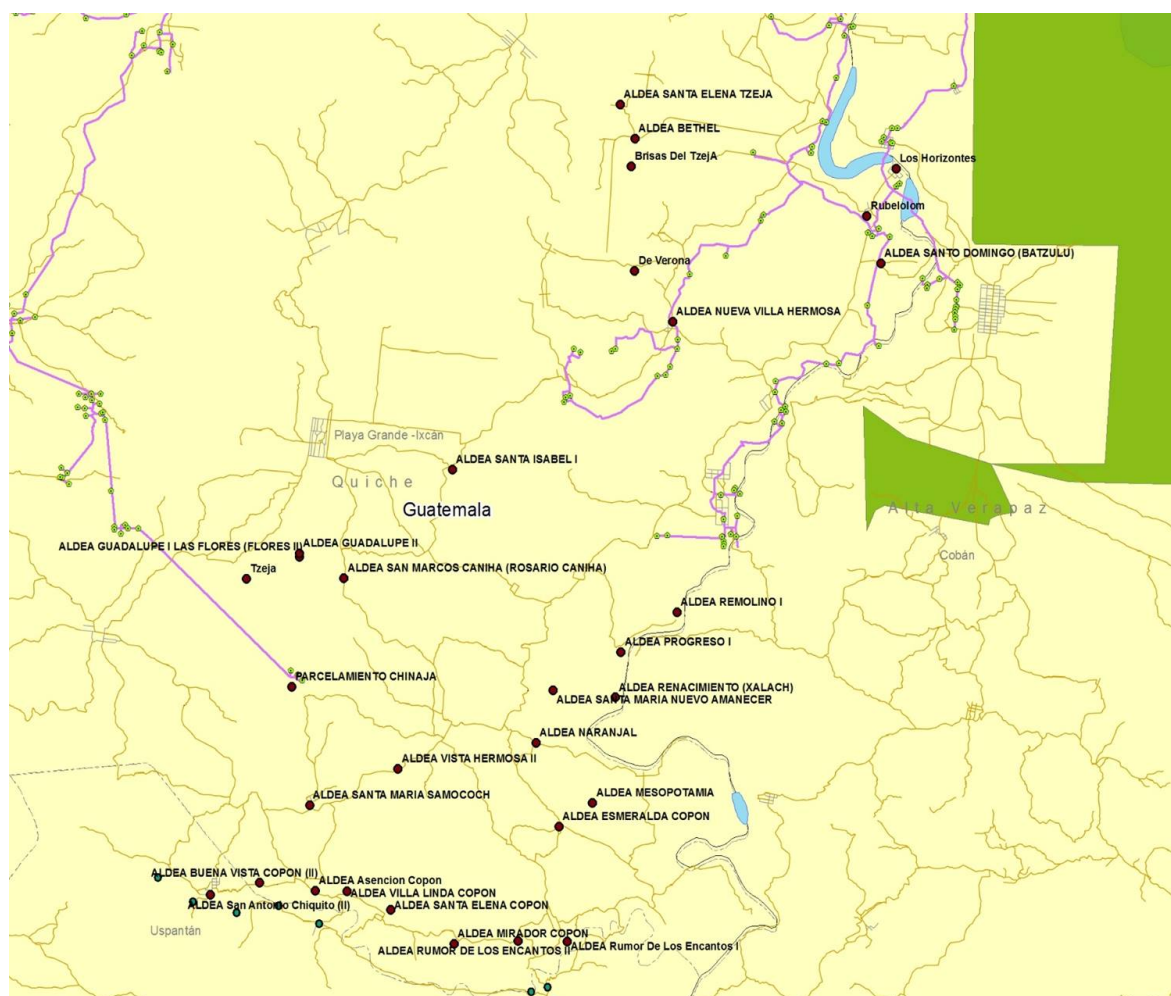 ALDEA SANTA ELENA TZEJA
ALDEA BETHEL
Brisas Del TzejA
Los Horizontes
Rubelolom
ALDEA SANTO DOMINGO (BATZULU)
De Verona
ALDEA NUEVA VILLA HERMOSA
Playa Grande -Ixcán
ALDEA SANTA ISABEL I
Quiche
Guatemala
Alta Verapaz
Cobán
ALDEA GUADALUPE I LAS FLORES (FLORES II)
ALDEA GUADALUPE II
Tzeja
ALDEA SAN MARCOS CANIHA (ROSARIO CANIHA)
ALDEA REMOLINO I
ALDEA PROGRESO I
PARCELAMIENTO CHINAJA
ALDEA RENACIMIENTO (XALACH)
ALDEA SANTA MARIA NUEVO AMANECER
ALDEA NARANJAL
ALDEA VISTA HERMOSA II
ALDEA SANTA MARIA SAMOCOCH
ALDEA MESOPOTAMIA
ALDEA ESMERALDA COPON
ALDEA BUENA VISTA COPON (II)
ALDEA Asencion Copon
ALDEA VILLA LINDA COPON
ALDEA San Antonio Chiquito (II)
ALDEA SANTA ELENA COPON
Uspantán
ALDEA MIRADOR COPON
ALDEA RUMOR DE LOS ENCANTOS II
ALDEA Rumor De Los Encantos I